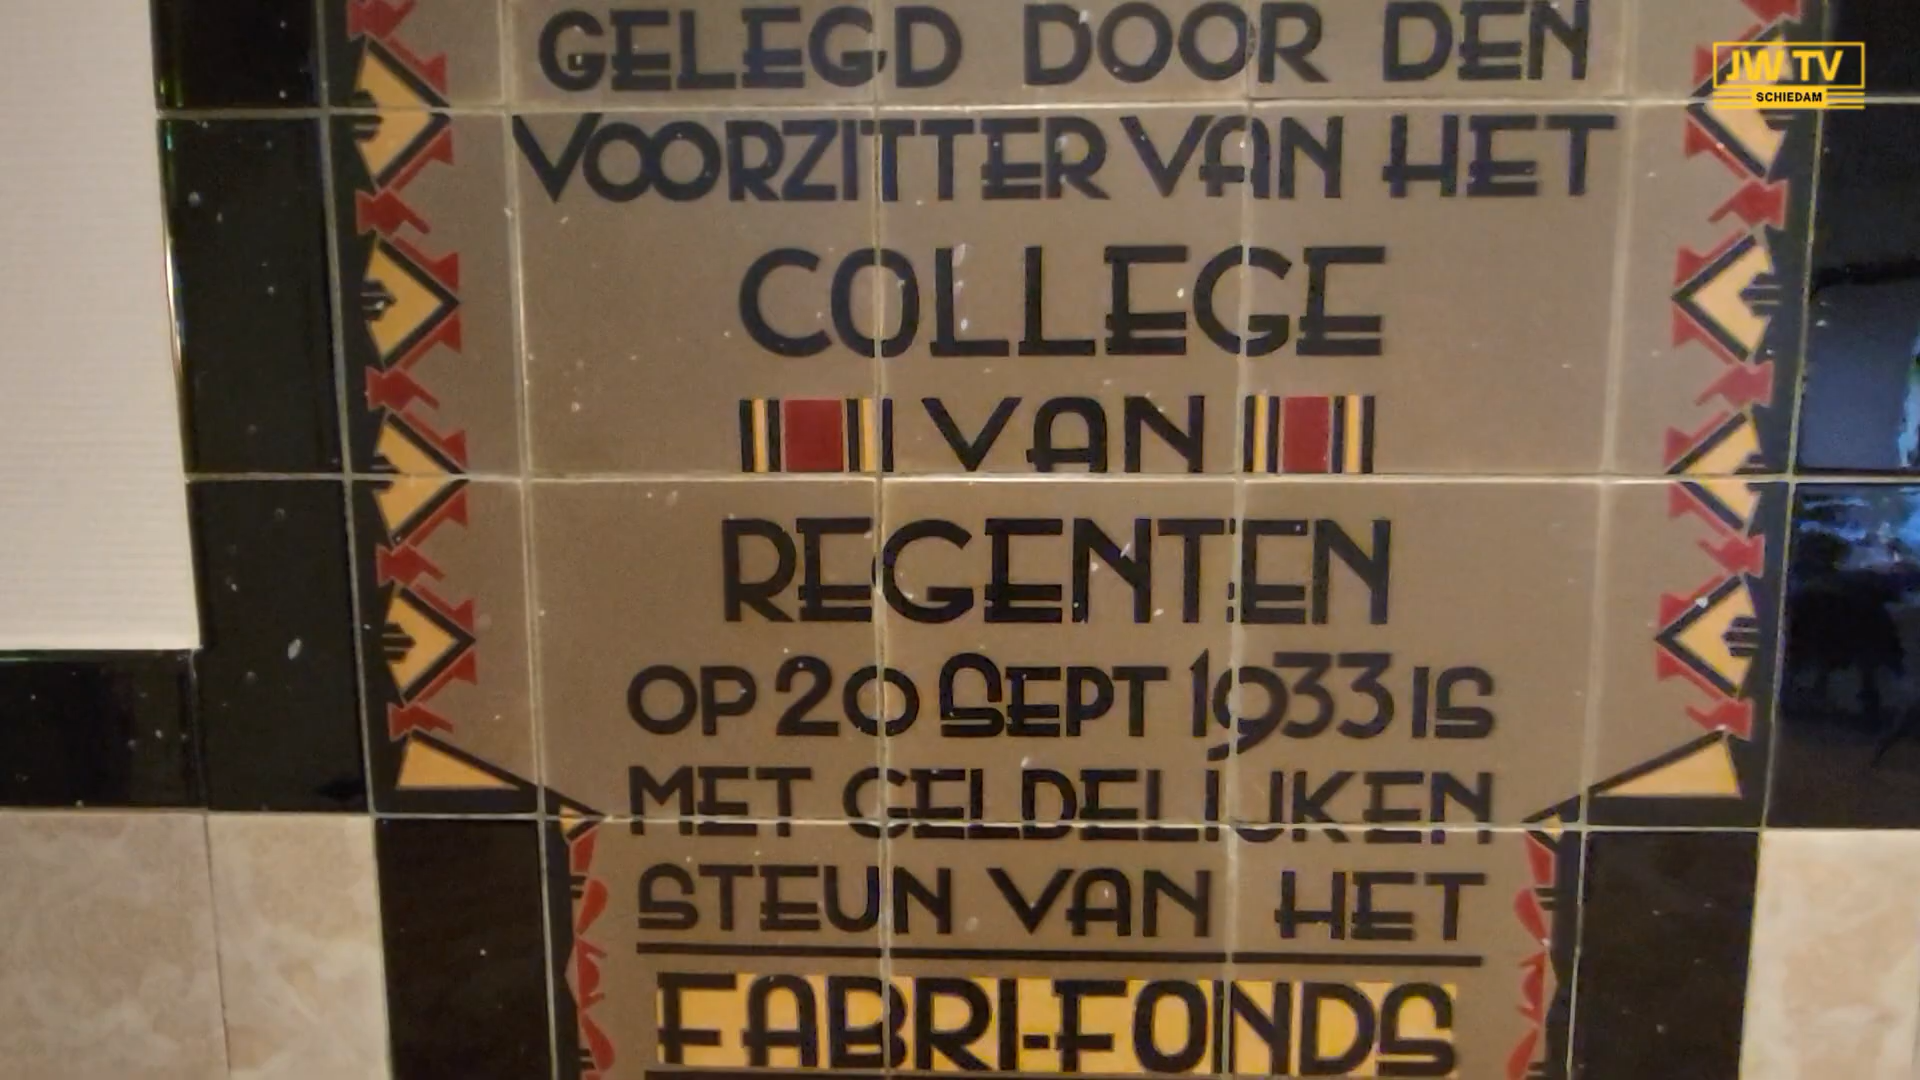 GELEGD DOOR DEN
VOORZITTER VAN HET
COLLEGE
VAN
REGENTEN
OP 20 SEPT 1933 IS
MET GELDELIJKEN
STEUN VAN HET
FABRI-FONDS
JW TV
SCHIEDAM